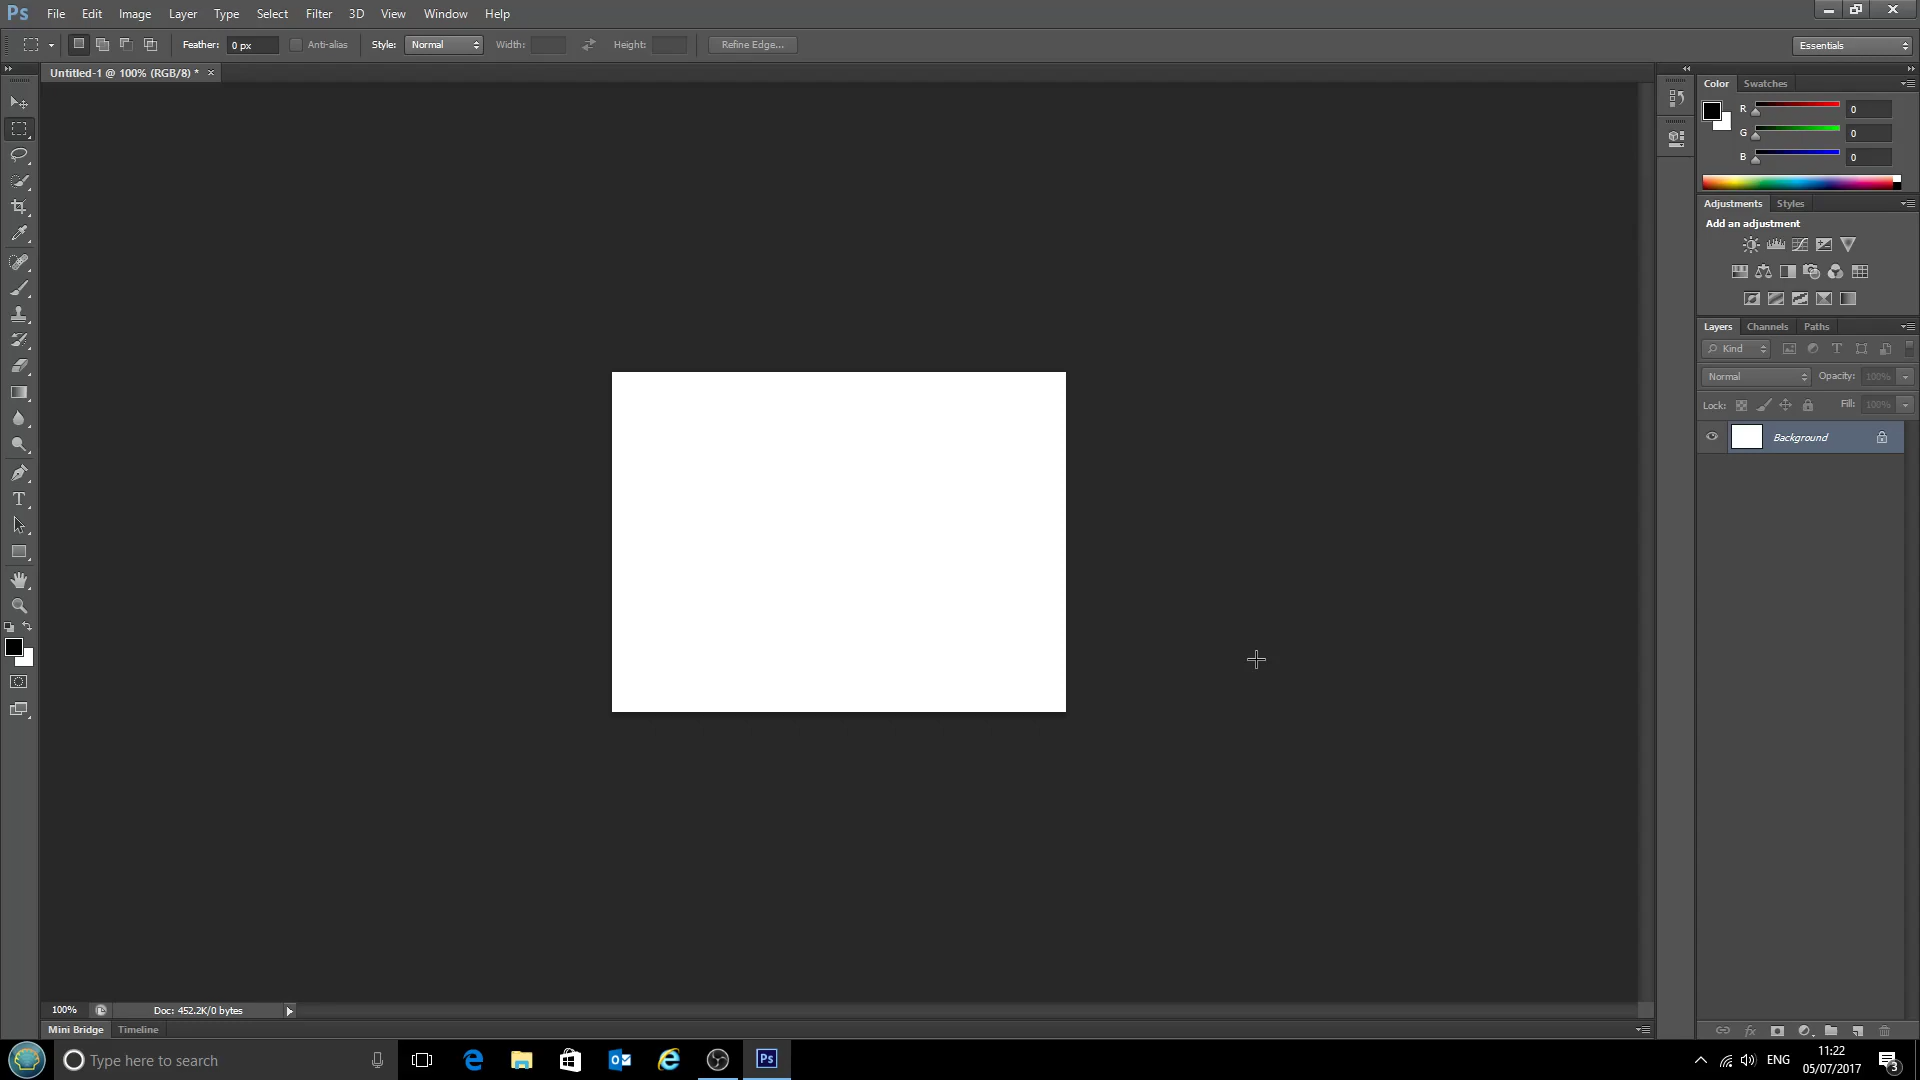 Ps File Edit Image Layer Type Select Filter 3D View Window Help
Feather: 0 px Anti-alias Style: Normal Width: Height: Refine Edge... Essentials
Untitled-1 @ 100% (RGB/8) * ×
Color Swatches
R 0
G 0
B 0
Adjustments Styles
Add an adjustment
Layers Channels Paths
Kind
Normal Opacity: 100%
Lock: Fill: 100%
Background
100% Doc: 452.2K/0 bytes
Mini Bridge Timeline
Type here to search
Ps
ENG
11:22
05/07/2017
3